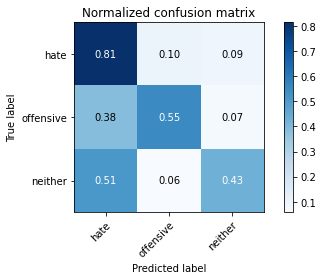 Normalized confusion matrix
True label
hate
offensive
neither
0.81 0.10 0.09
0.38 0.55 0.07
0.51 0.06 0.43
hate
offensive
neither
Predicted label
0.8
0.7
0.6
0.5
0.4
0.3
0.2
0.1